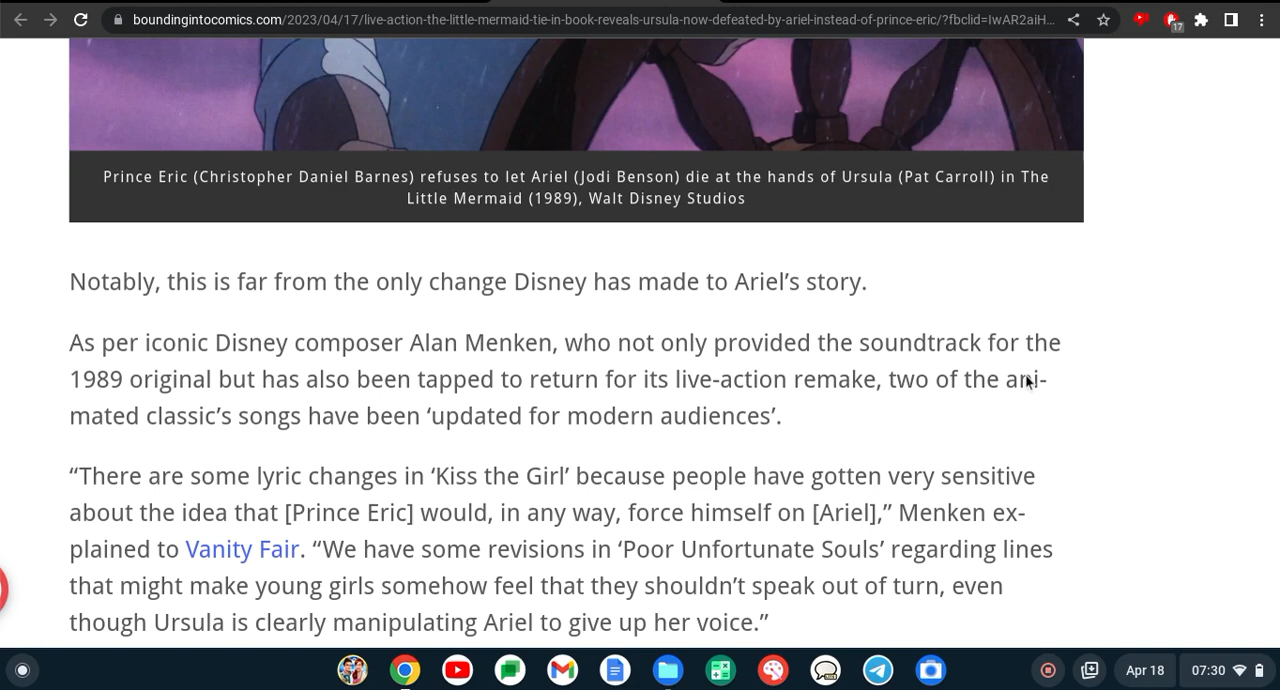 boundingintocomics.com/2023/04/17/live-action-the-little-mermaid-tie-in-book-reveals-ursula-now-defeated-by-ariel-instead-of-prince-eric/?fbclid=IwAR2aiH...
17
Prince Eric (Christopher Daniel Barnes) refuses to let Ariel (Jodi Benson) die at the hands of Ursula (Pat Carroll) in The
Little Mermaid (1989), Walt Disney Studios
Notably, this is far from the only change Disney has made to Ariel’s story.
As per iconic Disney composer Alan Menken, who not only provided the soundtrack for the
1989 original but has also been tapped to return for its live-action remake, two of the ani-
mated classic’s songs have been ‘updated for modern audiences’.
“There are some lyric changes in ‘Kiss the Girl’ because people have gotten very sensitive
about the idea that [Prince Eric] would, in any way, force himself on [Ariel],” Menken ex-
plained to Vanity Fair. “We have some revisions in ‘Poor Unfortunate Souls’ regarding lines
that might make young girls somehow feel that they shouldn’t speak out of turn, even
though Ursula is clearly manipulating Ariel to give up her voice.”
Apr 18
07:30